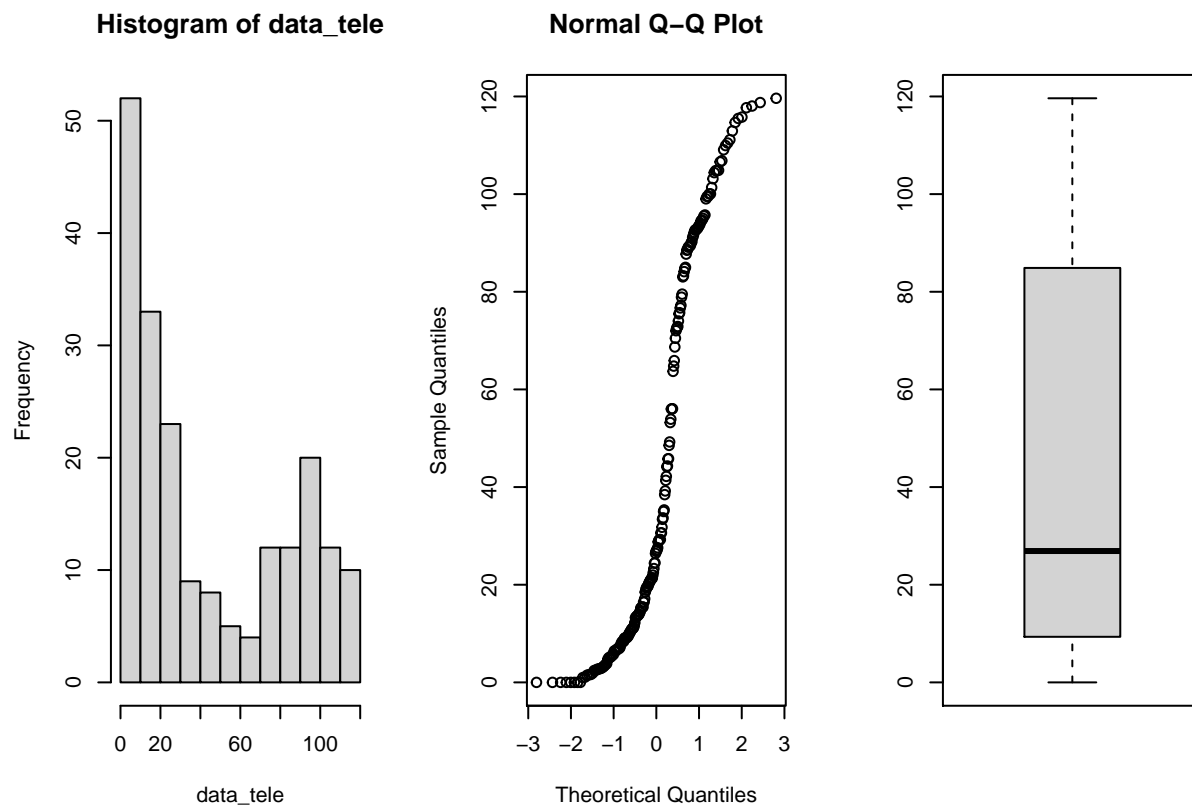 Histogram of data_tele
Frequency
0
10
20
30
40
50
0 20 60 100
data_tele
Normal Q−Q Plot
Sample Quantiles
0
20
40
60
80
100
120
−3 −2 −1 0 1 2 3
Theoretical Quantiles
0
20
40
60
80
100
120